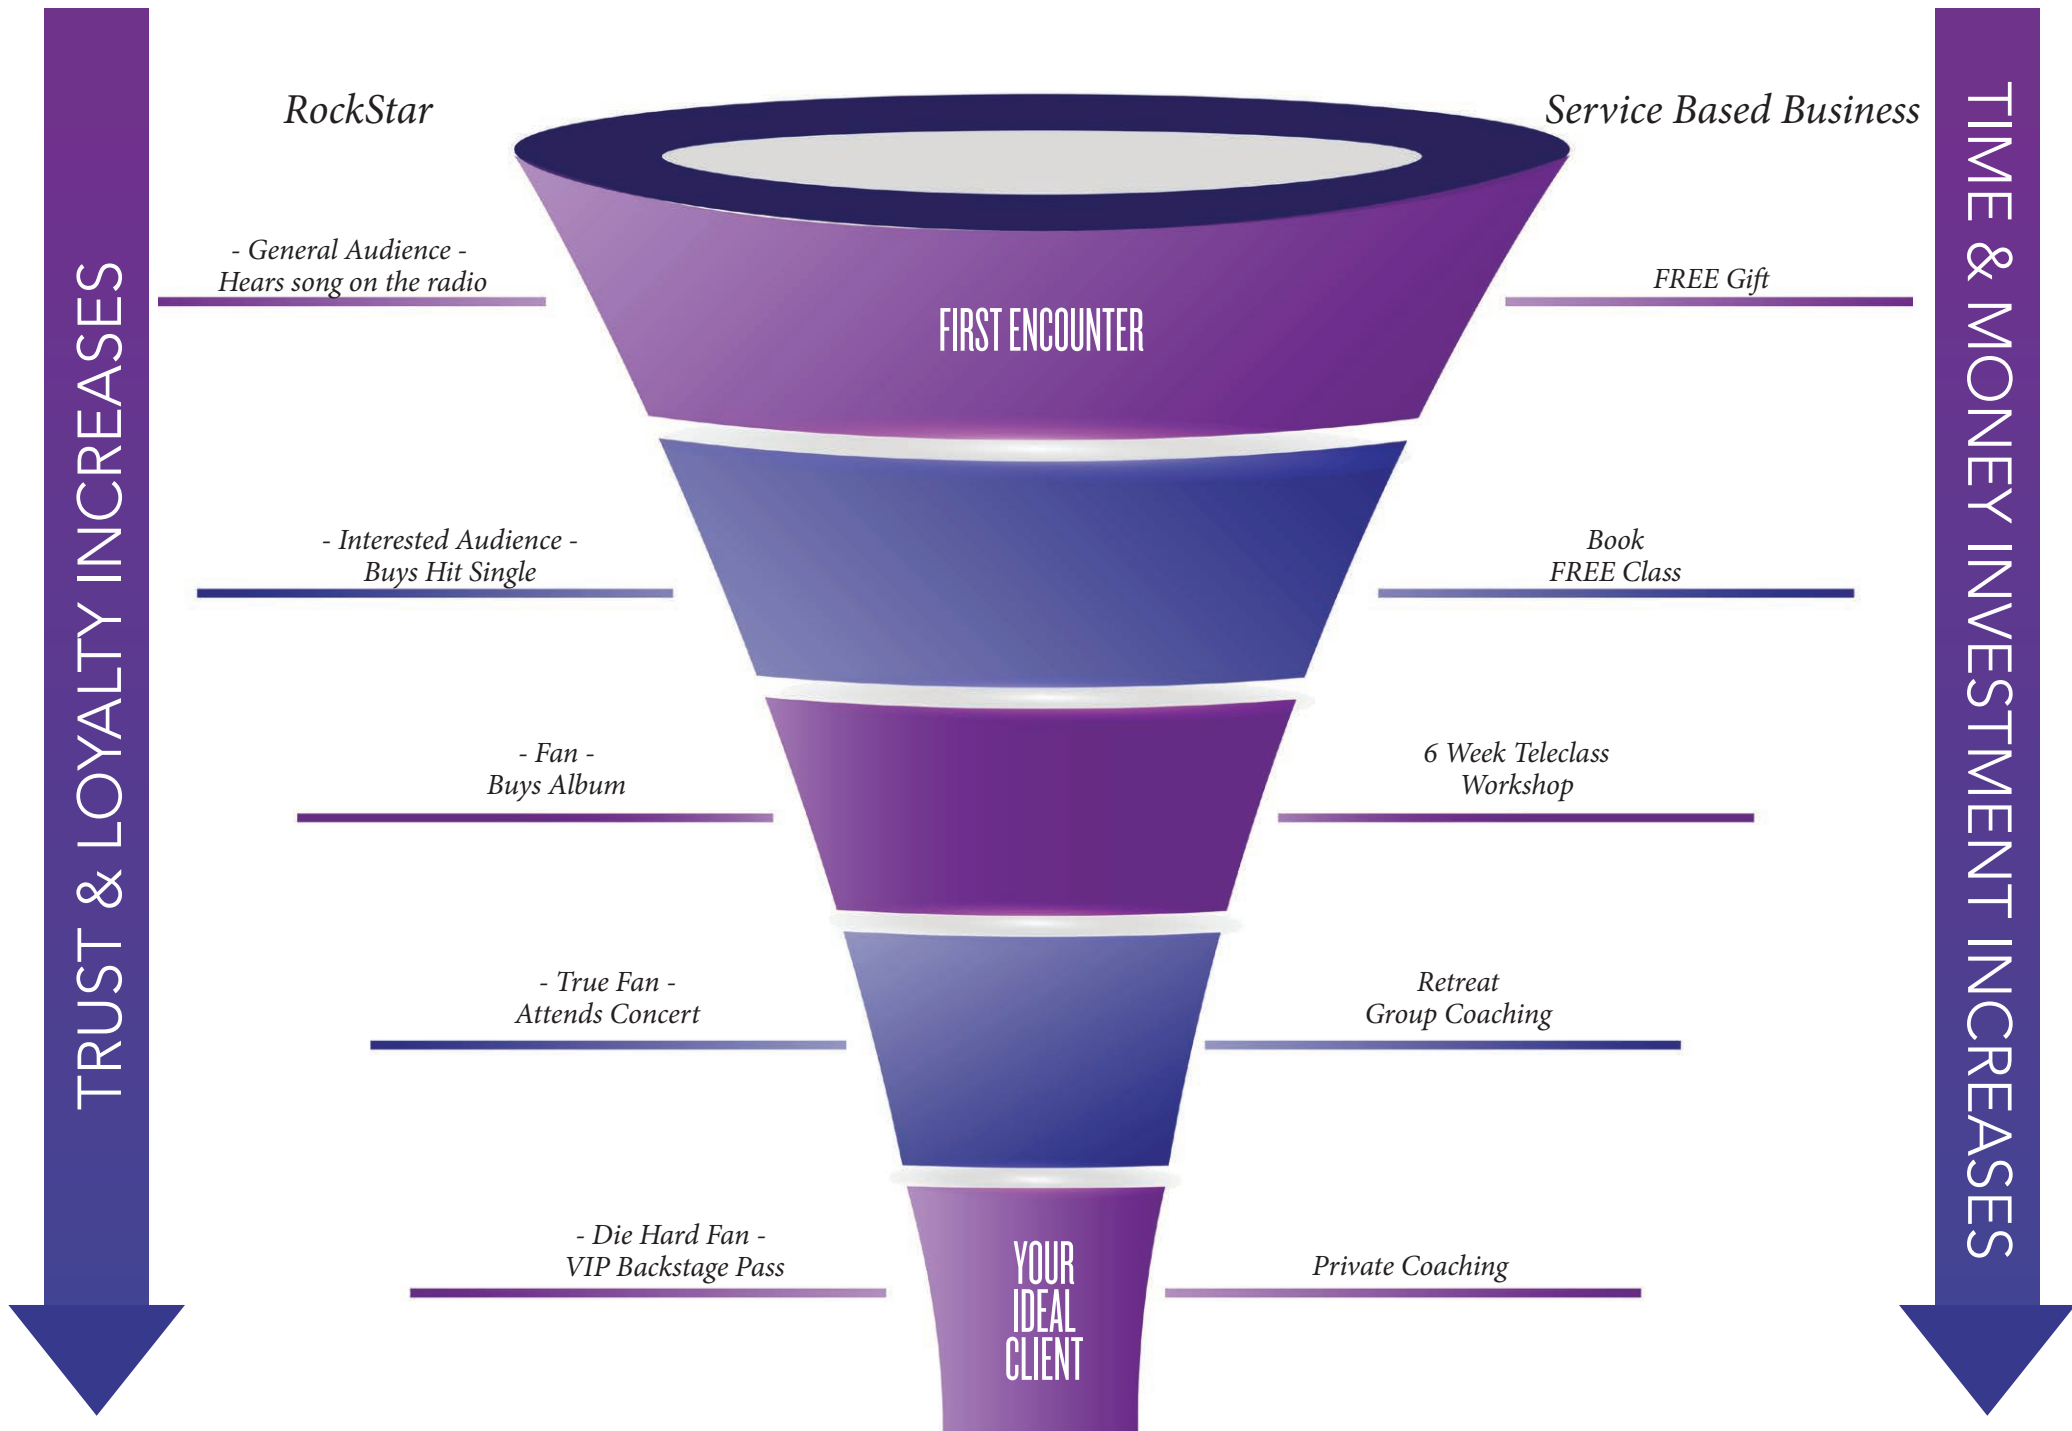 RockStar
Service Based Business
TRUST & LOYALTY INCREASES
TIME & MONEY INVESTMENT INCREASES
- General Audience -
Hears song on the radio
FIRST ENCOUNTER
FREE Gift
- Interested Audience -
Buys Hit Single
Book
FREE Class
- Fan -
Buys Album
6 Week Teleclass
Workshop
- True Fan -
Attends Concert
Retreat
Group Coaching
- Die Hard Fan -
VIP Backstage Pass
YOUR
IDEAL
CLIENT
Private Coaching